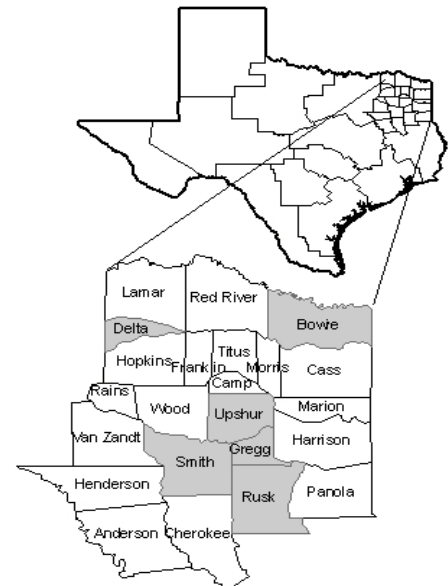 Lamar
Red River
Delta
Bowie
Hopkins
Franklin
Titus
Morris
Cass
Camp
Rains
Wood
Upshur
Marion
Van Zandt
Gregg
Harrison
Smith
Henderson
Rusk
Panola
Anderson
Cherokee